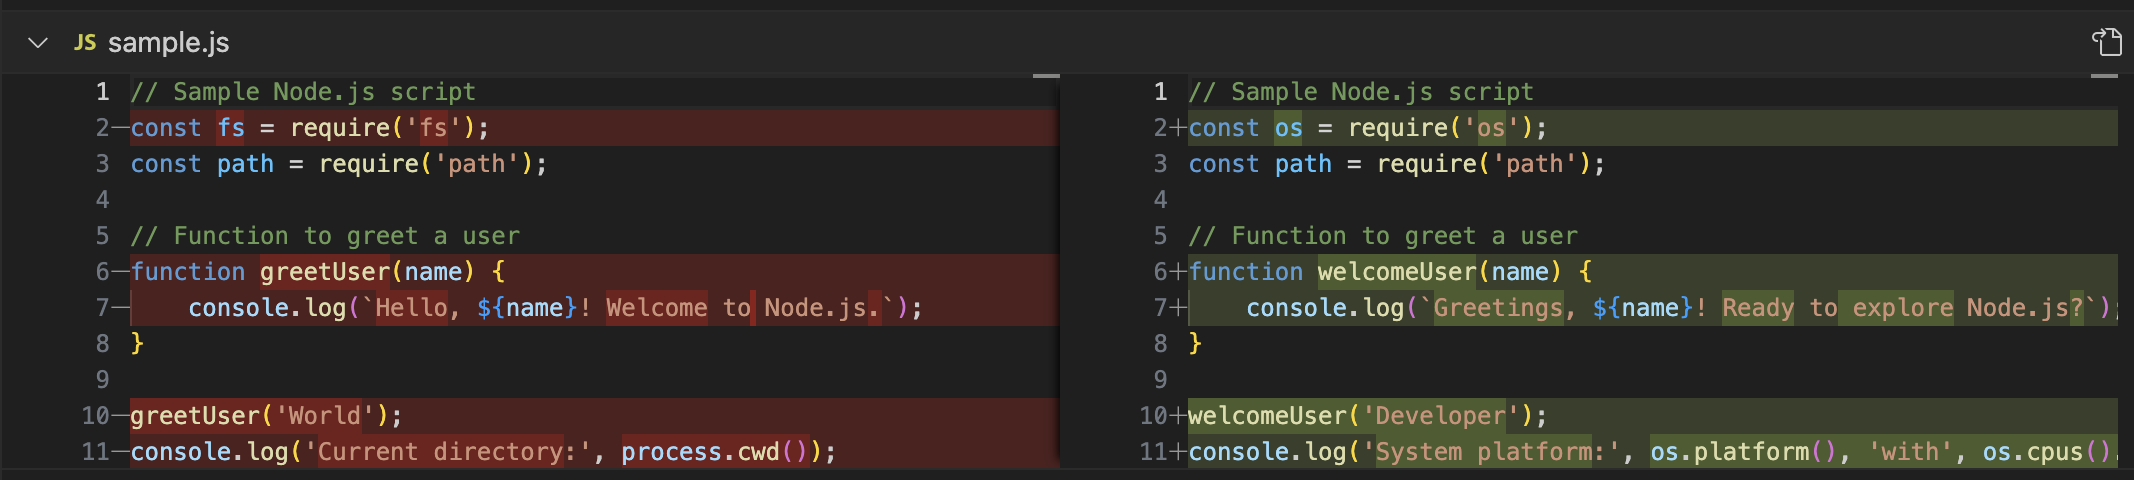 JS sample.js
1 // Sample Node.js script
2—const fs = require('fs');
3 const path = require('path');
4
5 // Function to greet a user
6—function greetUser(name) {
7—    console.log(`Hello, ${name}! Welcome to Node.js.`);
8 }
9
10—greetUser('World');
11—console.log('Current directory:', process.cwd());
1 // Sample Node.js script
2+const os = require('os');
3 const path = require('path');
4
5 // Function to greet a user
6+function welcomeUser(name) {
7+    console.log(`Greetings, ${name}! Ready to explore Node.js?`)
8 }
9
10+welcomeUser('Developer');
11+console.log('System platform:', os.platform(), 'with', os.cpus().